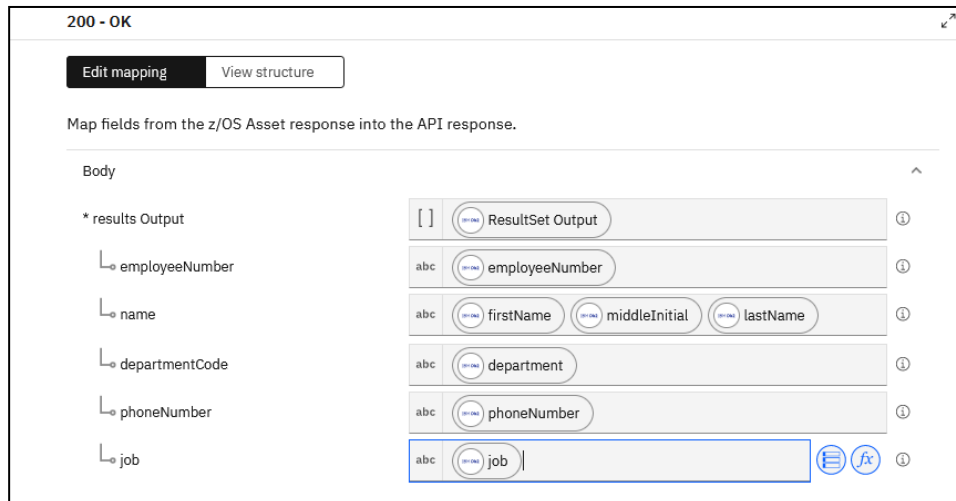 200 - OK
Edit mapping View structure
Map fields from the z/OS Asset response into the API response.
Body
* results Output [ ] ResultSet Output
employeeNumber abc employeeNumber
name abc firstName middleInitial lastName
departmentCode abc department
phoneNumber abc phoneNumber
job abc job fx